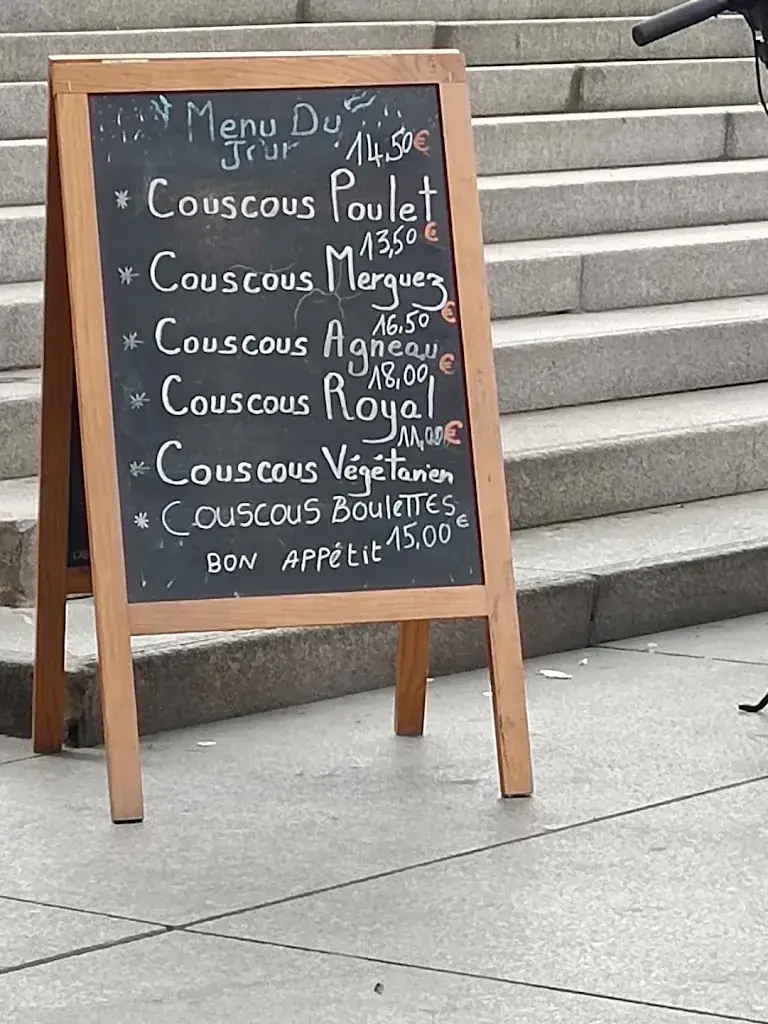 Menu Du
Jour
14,50€
* Couscous Poulet
13,50€
* Couscous Merguez
16,50€
* Couscous Agneau
18,00€
* Couscous Royal
11,00€
* Couscous Végétarien
* Couscous Boulettes
15,00€
BON APPétit